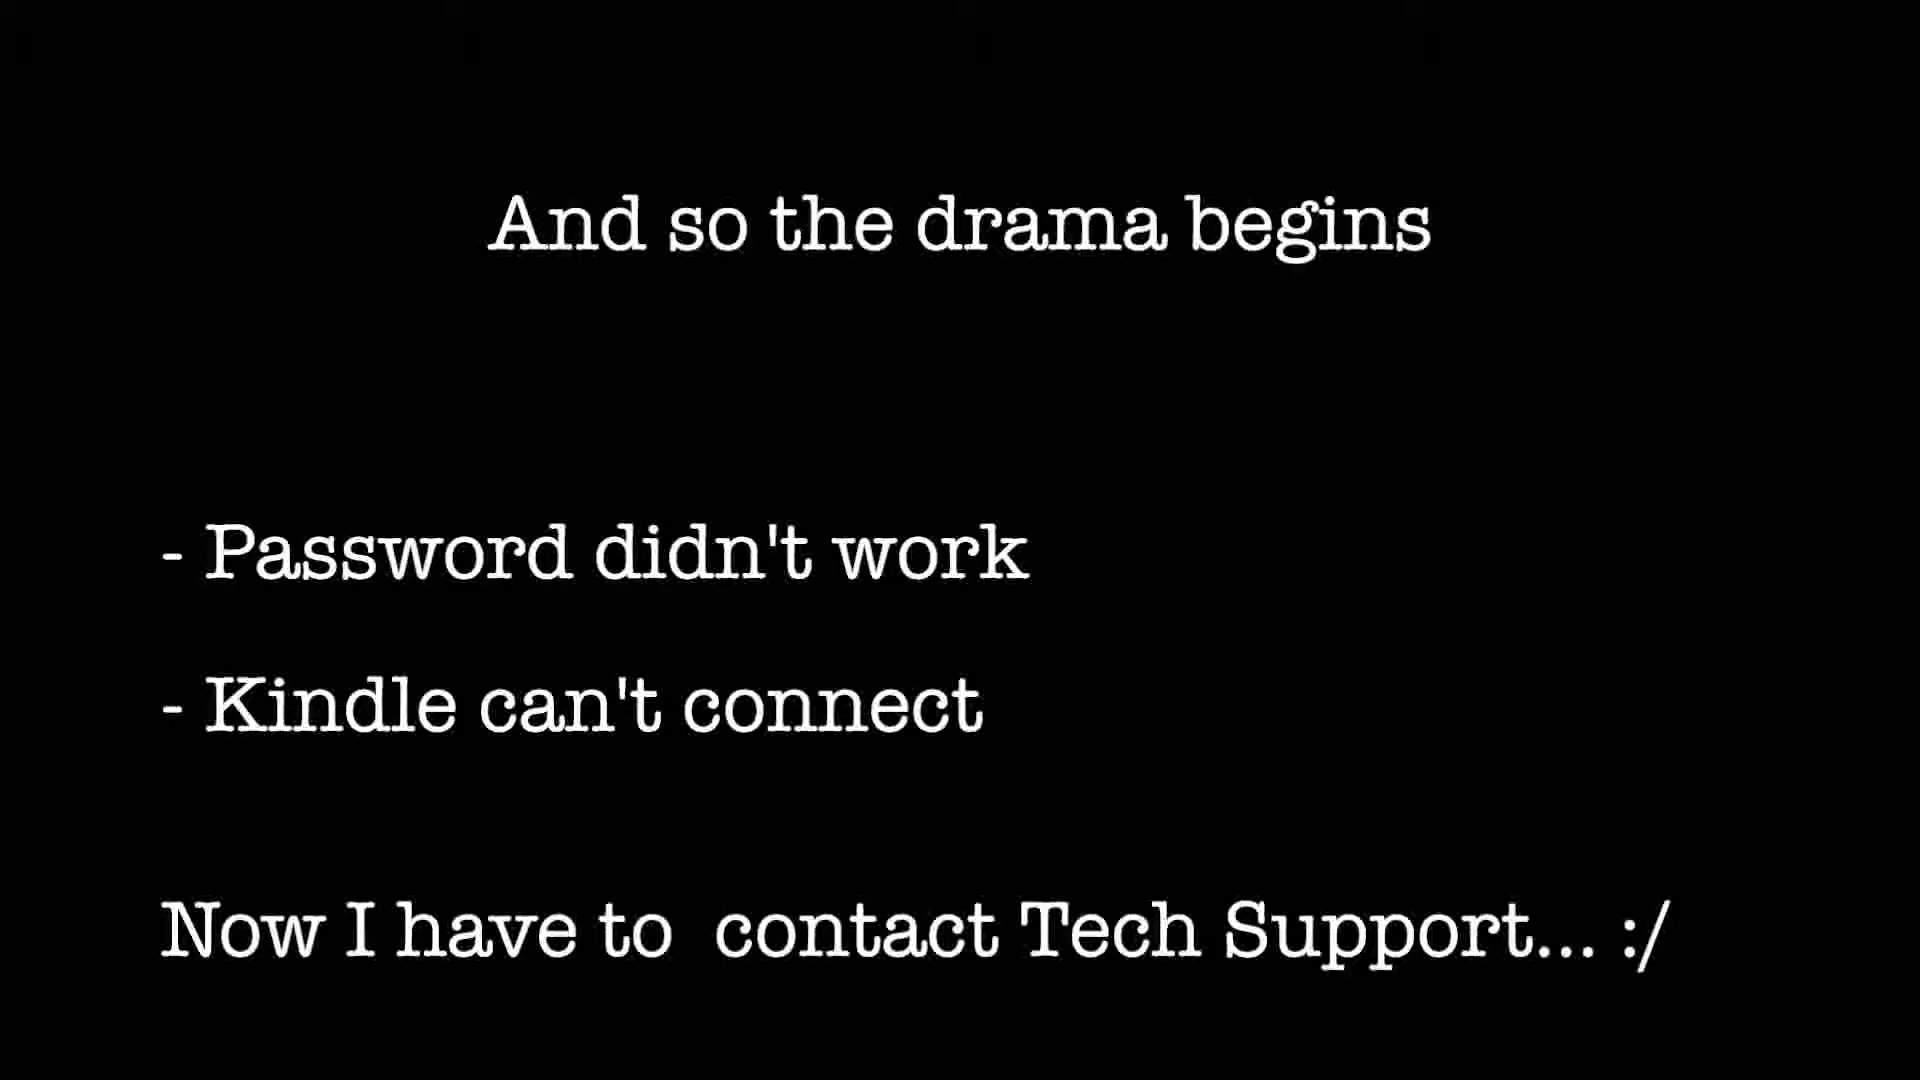 And so the drama begins
- Password didn't work
- Kindle can't connect
Now I have to  contact Tech Support... :/